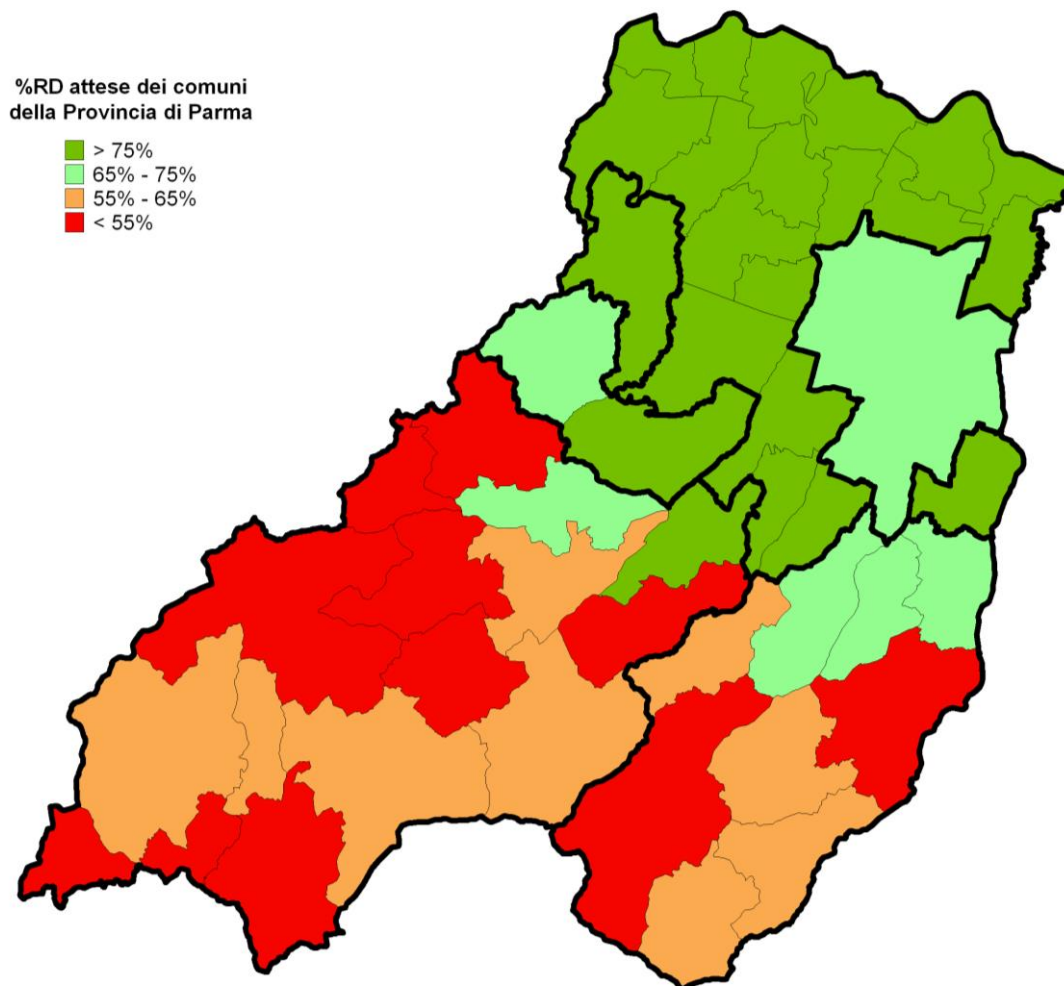 %RD attese dei comuni
della Provincia di Parma
> 75%
65% - 75%
55% - 65%
< 55%